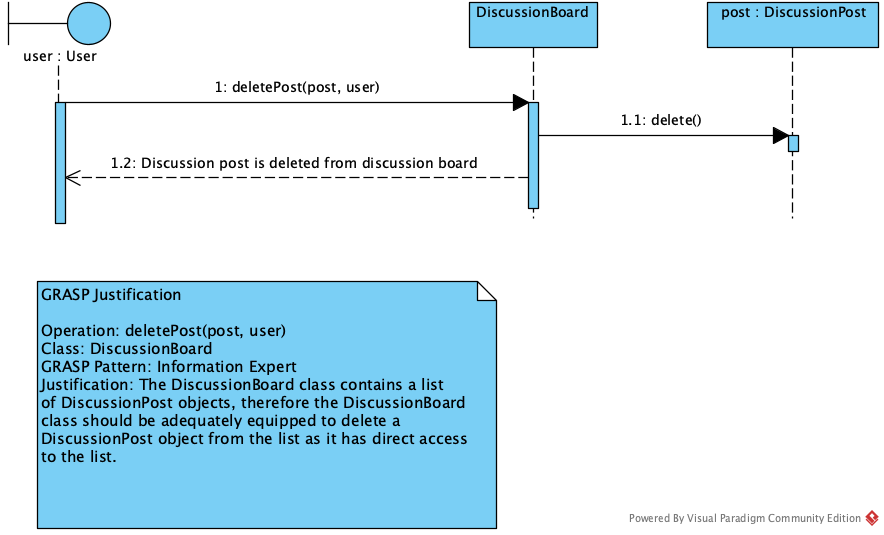 DiscussionBoard
post : DiscussionPost
user : User
1: deletePost(post, user)
1.1: delete()
1.2: Discussion post is deleted from discussion board
GRASP Justification
Operation: deletePost(post, user)
Class: DiscussionBoard
GRASP Pattern: Information Expert
Justification: The DiscussionBoard class contains a list
of DiscussionPost objects, therefore the DiscussionBoard
class should be adequately equipped to delete a
DiscussionPost object from the list as it has direct access
to the list.
Powered By Visual Paradigm Community Edition